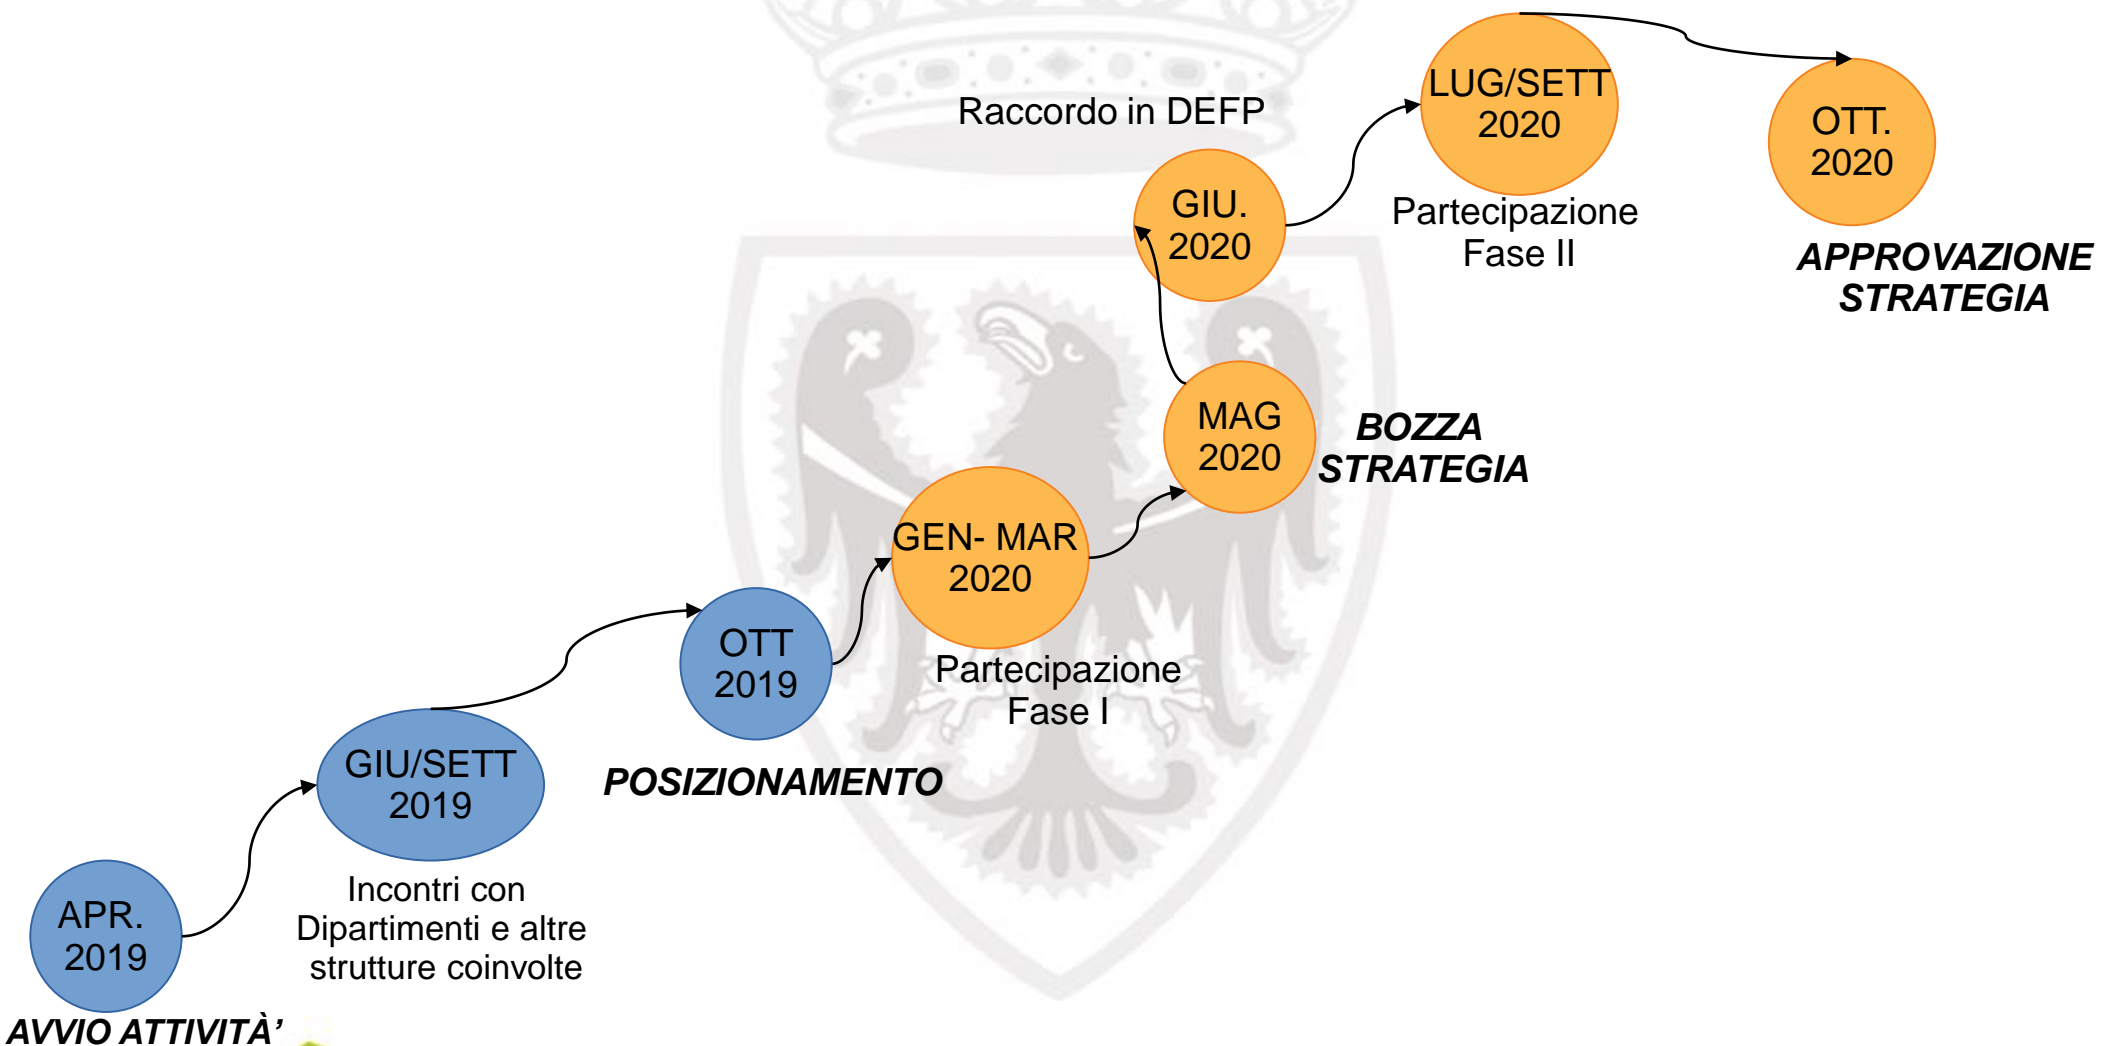 APR.
2019
AVVIO ATTIVITÀ’
GIU/SETT
2019
Incontri con
Dipartimenti e altre
strutture coinvolte
OTT
2019
POSIZIONAMENTO
GEN- MAR
2020
Partecipazione
Fase I
MAG
2020
BOZZA
STRATEGIA
Raccordo in DEFP
GIU.
2020
LUG/SETT
2020
Partecipazione
Fase II
OTT.
2020
APPROVAZIONE
STRATEGIA